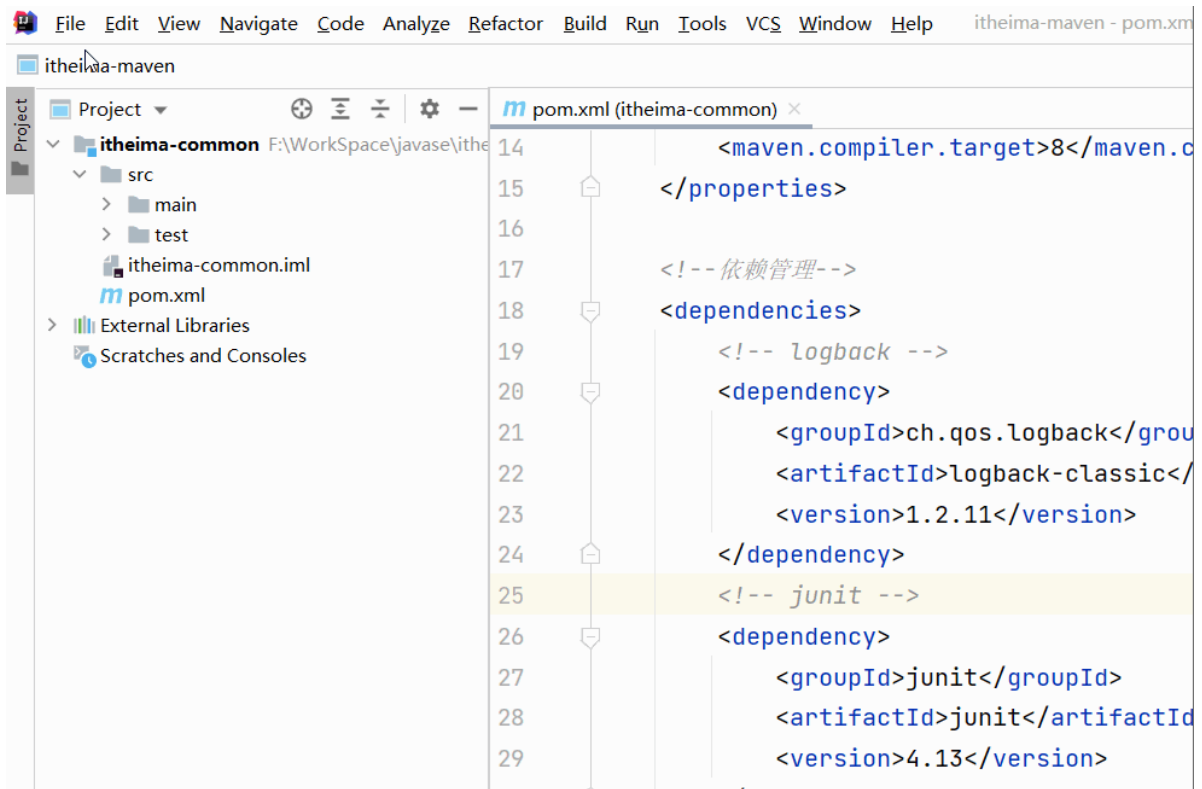 File Edit View Navigate Code Analyze Refactor Build Run Tools VCS Window Help itheima-maven - pom.xm
itheima-maven
Project
Project
pom.xml (itheima-common)
itheima-common F:\WorkSpace\javase\ithe
src
main
test
itheima-common.iml
pom.xml
External Libraries
Scratches and Consoles
14 <maven.compiler.target>8</maven.c
15 </properties>
16
17 <!--依赖管理-->
18 <dependencies>
19 <!-- logback -->
20 <dependency>
21 <groupId>ch.qos.logback</grou
22 <artifactId>logback-classic</
23 <version>1.2.11</version>
24 </dependency>
25 <!-- junit -->
26 <dependency>
27 <groupId>junit</groupId>
28 <artifactId>junit</artifactId
29 <version>4.13</version>